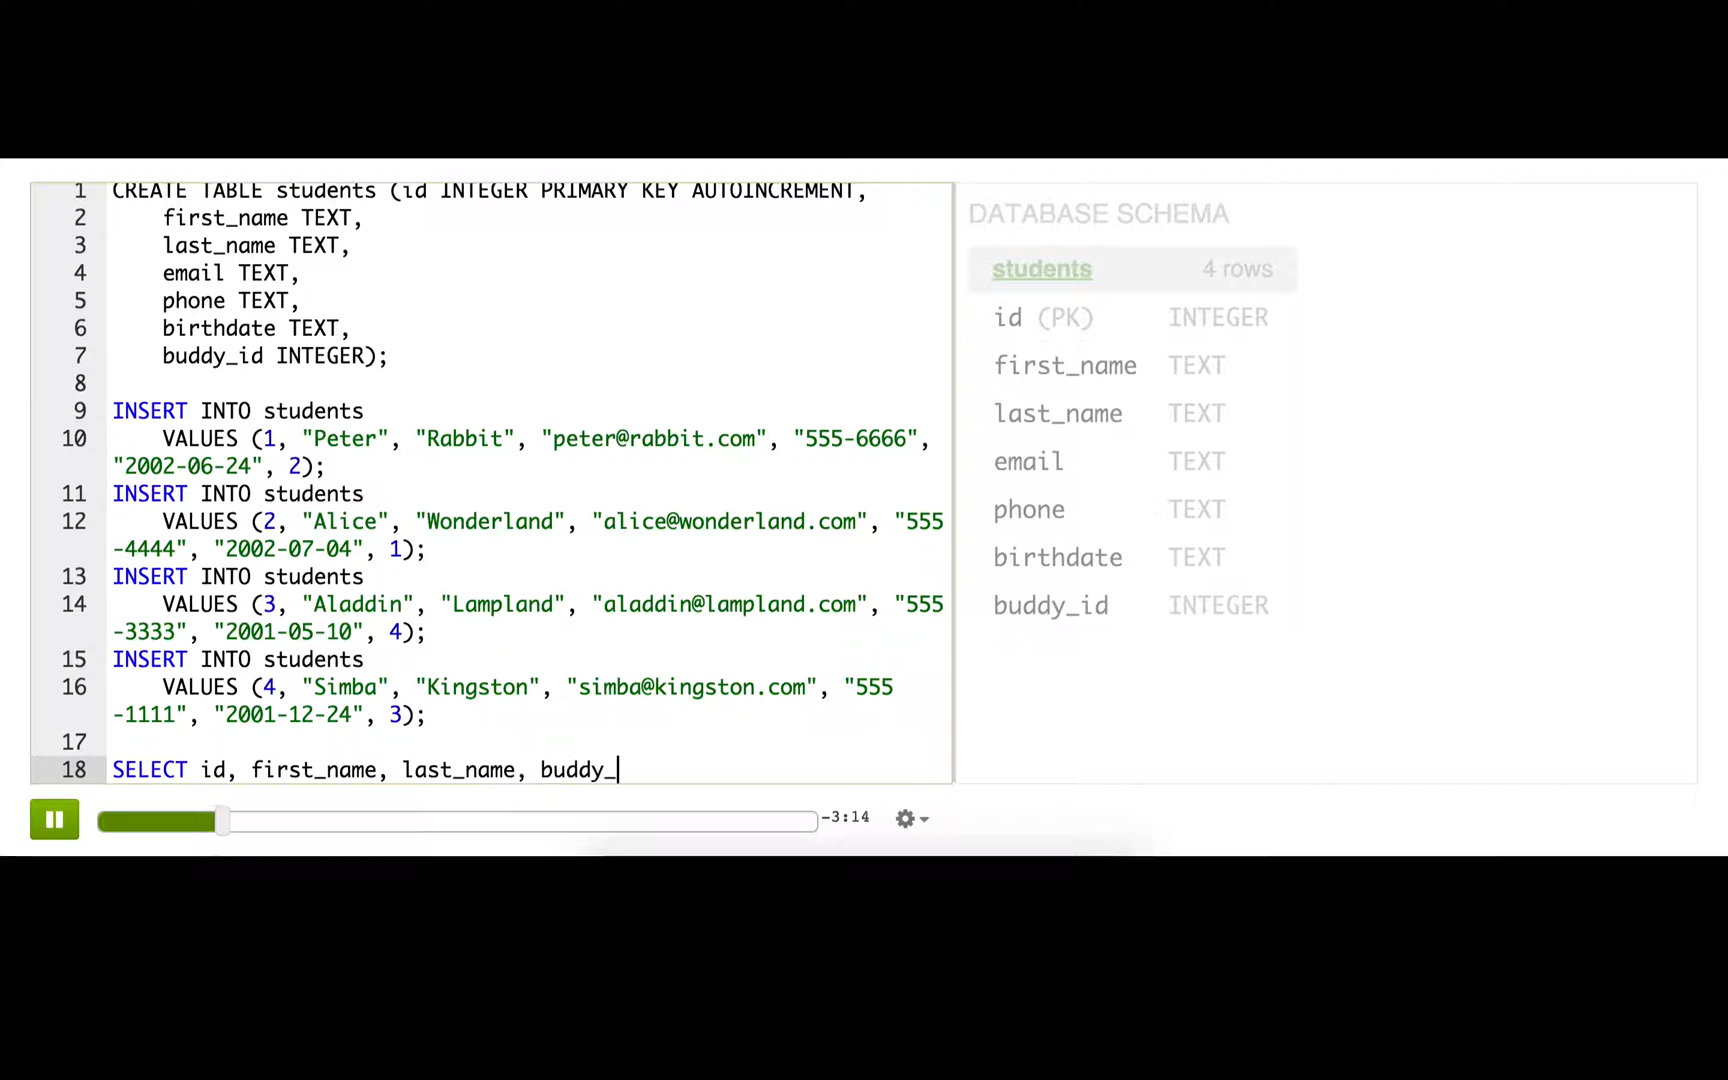 1 CREATE TABLE students (id INTEGER PRIMARY KEY AUTOINCREMENT,
2 first_name TEXT,
3 last_name TEXT,
4 email TEXT,
5 phone TEXT,
6 birthdate TEXT,
7 buddy_id INTEGER);
8
9 INSERT INTO students
10 VALUES (1, "Peter", "Rabbit", "peter@rabbit.com", "555-6666",
"2002-06-24", 2);
11 INSERT INTO students
12 VALUES (2, "Alice", "Wonderland", "alice@wonderland.com", "555
-4444", "2002-07-04", 1);
13 INSERT INTO students
14 VALUES (3, "Aladdin", "Lampland", "aladdin@lampland.com", "555
-3333", "2001-05-10", 4);
15 INSERT INTO students
16 VALUES (4, "Simba", "Kingston", "simba@kingston.com", "555
-1111", "2001-12-24", 3);
17
18 SELECT id, first_name, last_name, buddy_
-3:14
DATABASE SCHEMA
students 4 rows
id (PK) INTEGER
first_name TEXT
last_name TEXT
email TEXT
phone TEXT
birthdate TEXT
buddy_id INTEGER